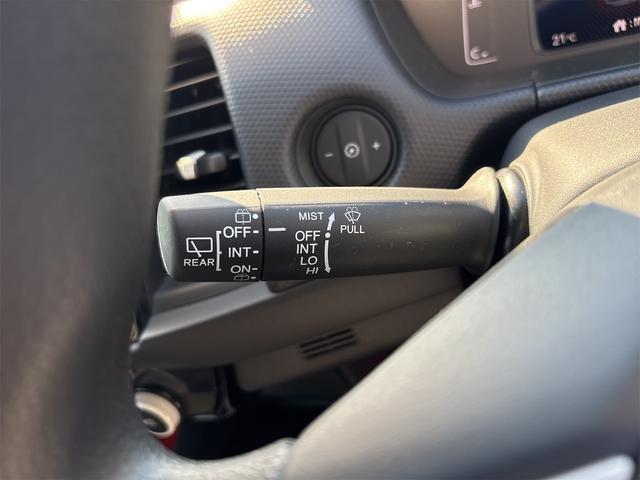 21°C
C
− +
MIST
PULL
OFF
INT
LO
HI
OFF
INT
ON
REAR